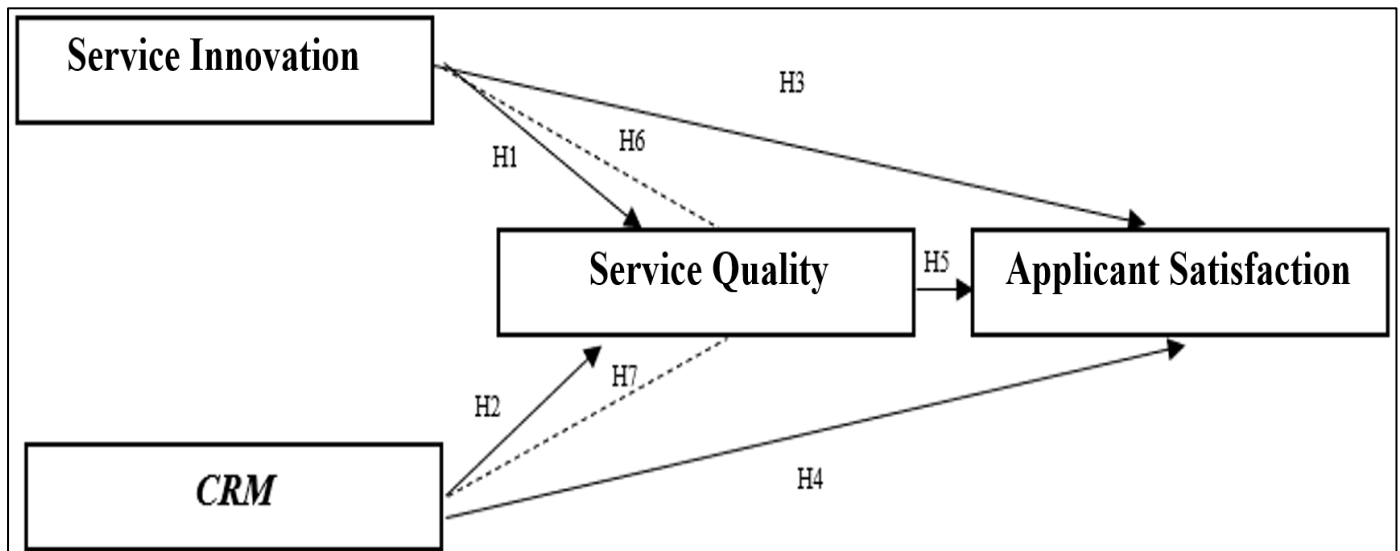 Service Innovation
H3
H6
H1
Service Quality
H5
Applicant Satisfaction
H7
H2
CRM
H4